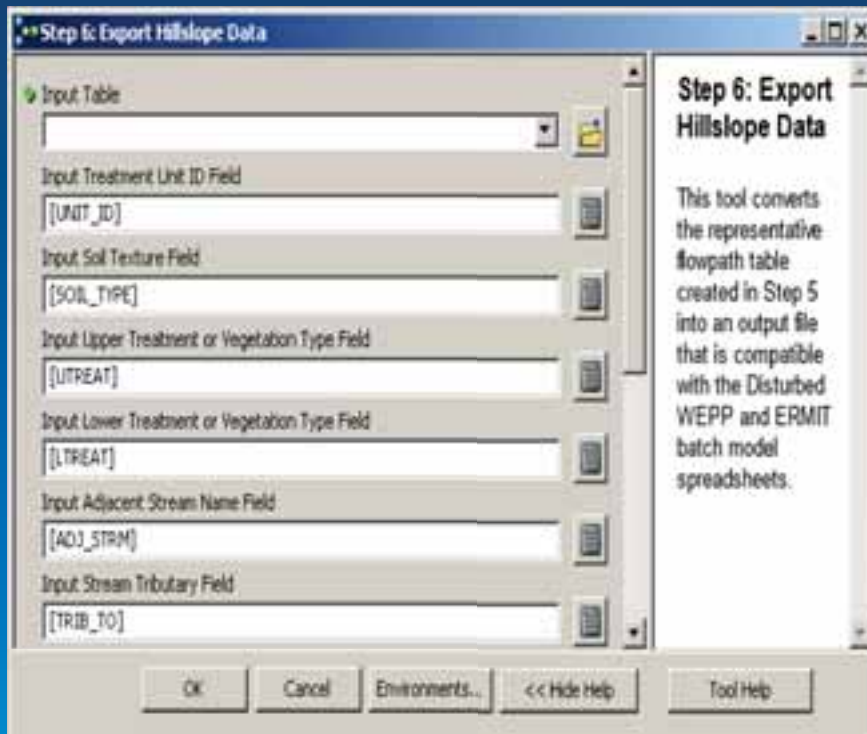 Step 6: Export Hillslope Data
Input Table
Input Treatment Unit ID Field
[UNIT_ID]
Input Soil Texture Field
[SOIL_TYPE]
Input Upper Treatment or Vegetation Type Field
[UTREAT]
Input Lower Treatment or Vegetation Type Field
[LTREAT]
Input Adjacent Stream Name Field
[ADJ_STRM]
Input Stream Tributary Field
[TRIB_TO]
OK
Cancel
Environments...
<< Hide Help
Tool Help
Step 6: Export
Hillslope Data
This tool converts
the representative
flowpath table
created in Step 5
into an output file
that is compatible
with the Disturbed
WEPP and ERMIT
batch model
spreadsheets.